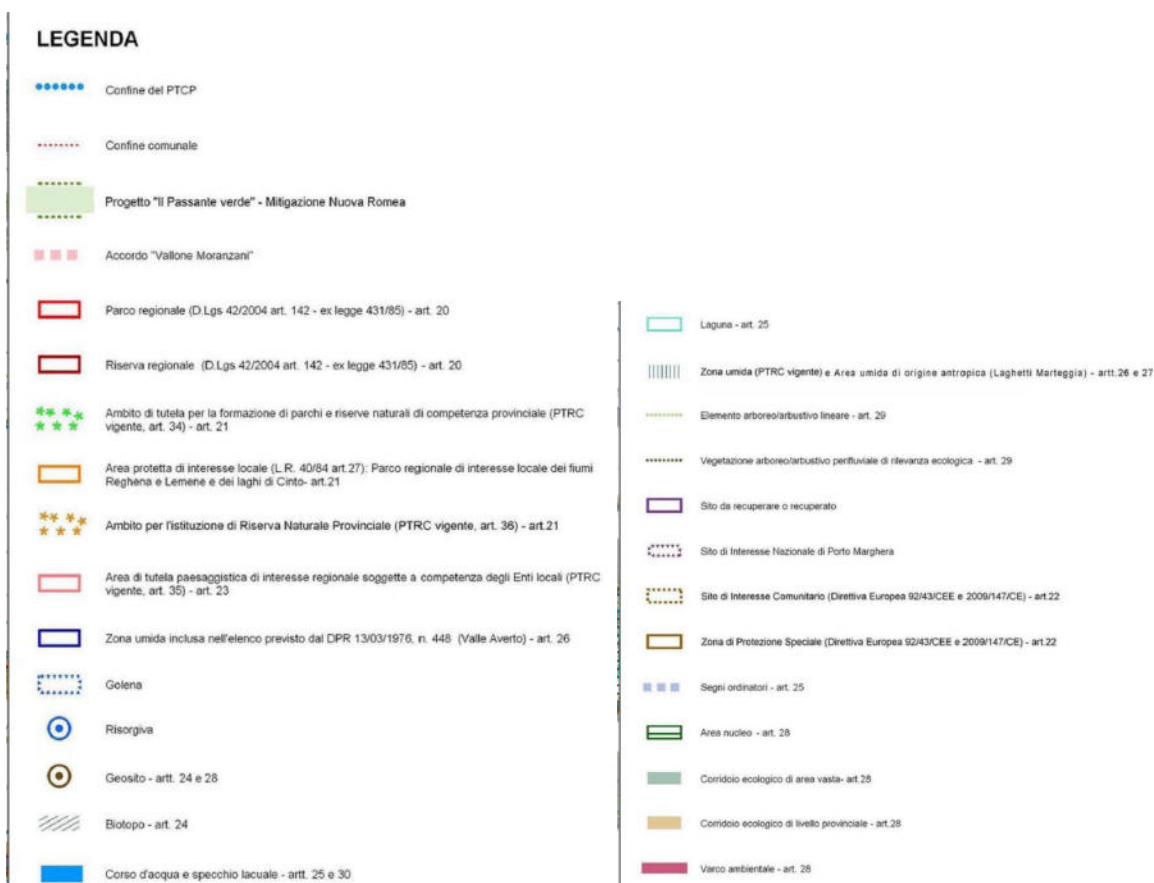 LEGENDA
Confine del PTCP
Confine comunale
Progetto "Il Passante verde" - Mitigazione Nuova Romea
Accordo "Vallone Moranzani"
Parco regionale (D.Lgs 42/2004 art. 142 - ex legge 431/85) - art. 20
Riserva regionale (D.Lgs 42/2004 art. 142 - ex legge 431/85) - art. 20
Ambito di tutela per la formazione di parchi e riserve naturali di competenza provinciale (PTRC
vigente, art. 34) - art. 21
Area protetta di interesse locale (L.R. 40/84 art.27): Parco regionale di interesse locale dei fiumi
Reghena e Lemene e dei laghi di Cinto- art.21
Ambito per l'istituzione di Riserva Naturale Provinciale (PTRC vigente, art. 36) - art.21
Area di tutela paesaggistica di interesse regionale soggette a competenza degli Enti locali (PTRC
vigente, art. 35) - art. 23
Zona umida inclusa nell'elenco previsto dal DPR 13/03/1976, n. 448 (Valle Averto) - art. 26
Golena
Risorgiva
Geosito - artt. 24 e 28
Biotopo - art. 24
Corso d'acqua e specchio lacuale - artt. 25 e 30
Laguna - art. 25
Zona umida (PTRC vigente) e Area umida di origine antropica (Laghetti Marteggia) - artt.26 e 27
Elemento arboreo/arbustivo lineare - art. 29
Vegetazione arboreo/arbustivo perifluviale di rilevanza ecologica - art. 29
Sito da recuperare o recuperato
Sito di Interesse Nazionale di Porto Marghera
Sito di Interesse Comunitario (Direttiva Europea 92/43/CEE e 2009/147/CE) - art.22
Zona di Protezione Speciale (Direttiva Europea 92/43/CEE e 2009/147/CE) - art.22
Segni ordinatori - art. 25
Area nucleo - art. 28
Corridoio ecologico di area vasta- art.28
Corridoio ecologico di livello provinciale - art.28
Varco ambientale - art. 28